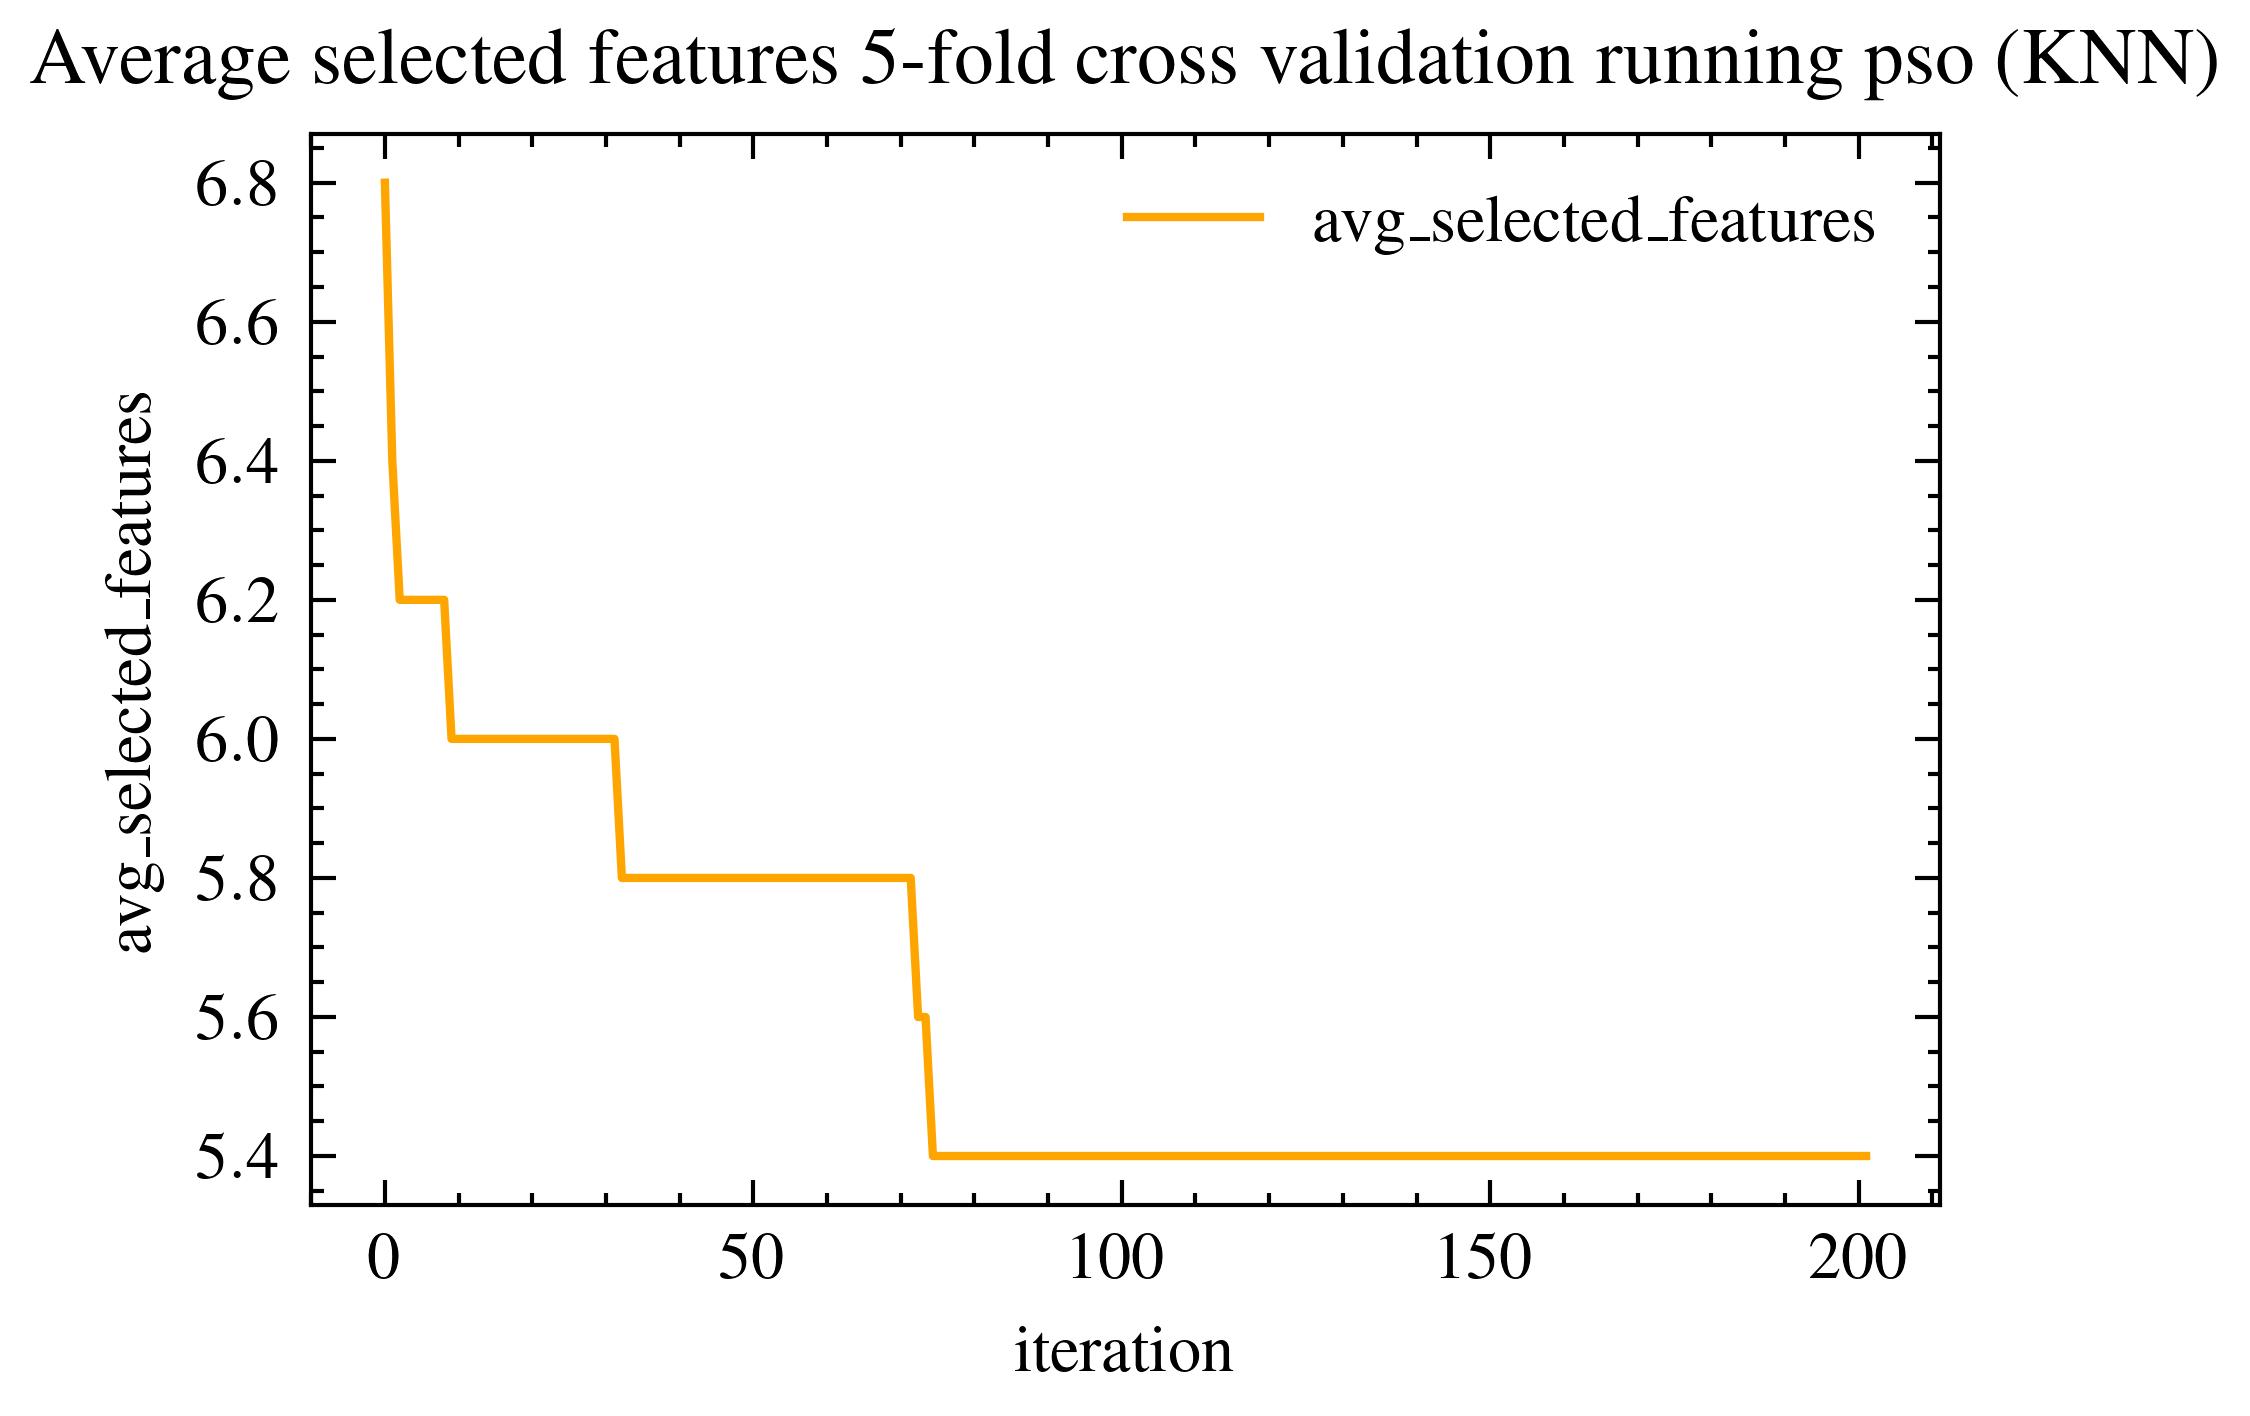 Average selected features 5-fold cross validation running pso (KNN)
avg_selected_features
6.8
6.6
6.4
6.2
6.0
5.8
5.6
5.4
avg_selected_features
0 50 100 150 200
iteration